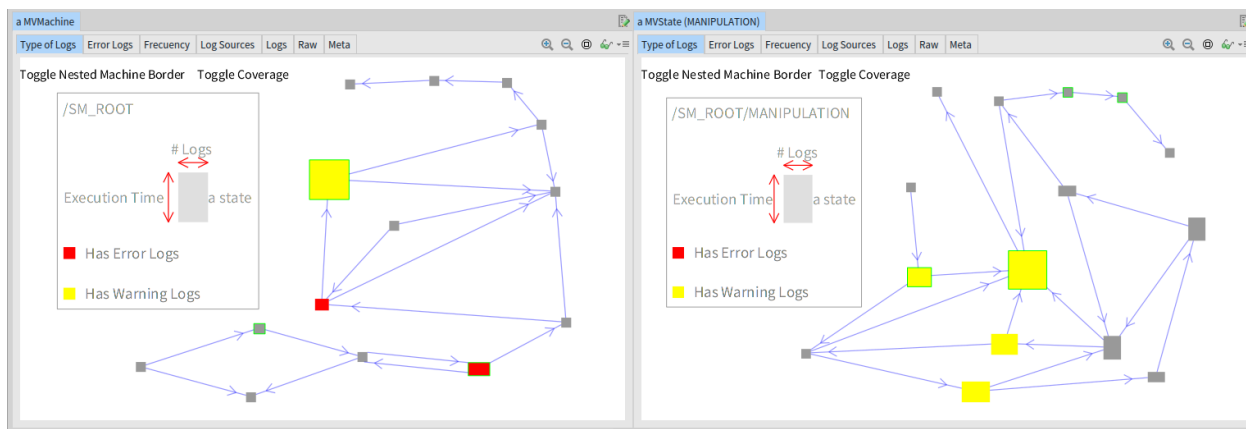 a MVMachine
Type of Logs Error Logs Frecuency Log Sources Logs Raw Meta
Toggle Nested Machine Border Toggle Coverage
/SM_ROOT
# Logs
Execution Time a state
Has Error Logs
Has Warning Logs
a MVState (MANIPULATION)
Type of Logs Error Logs Frecuency Log Sources Logs Raw Meta
Toggle Nested Machine Border Toggle Coverage
/SM_ROOT/MANIPULATION
# Logs
Execution Time a state
Has Error Logs
Has Warning Logs